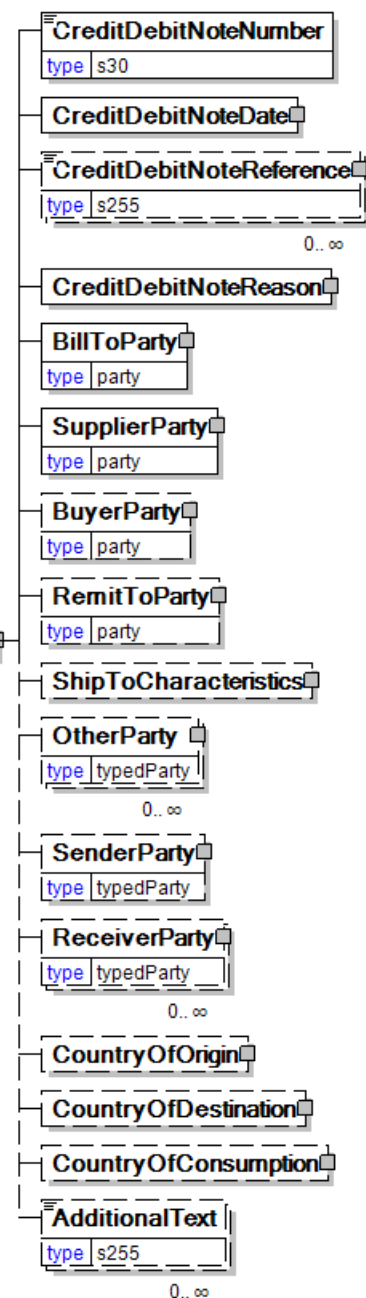 CreditDebitNoteNumber
type s30
CreditDebitNoteDate
CreditDebitNoteReference
type s255
0.. ∞
CreditDebitNoteReason
BillToParty
type party
SupplierParty
type party
BuyerParty
type party
RemitToParty
type party
ShipToCharacteristics
OtherParty
type typedParty
0.. ∞
SenderParty
type typedParty
ReceiverParty
type typedParty
0.. ∞
CountryOfOrigin
CountryOfDestination
CountryOfConsumption
AdditionalText
type s255
0.. ∞